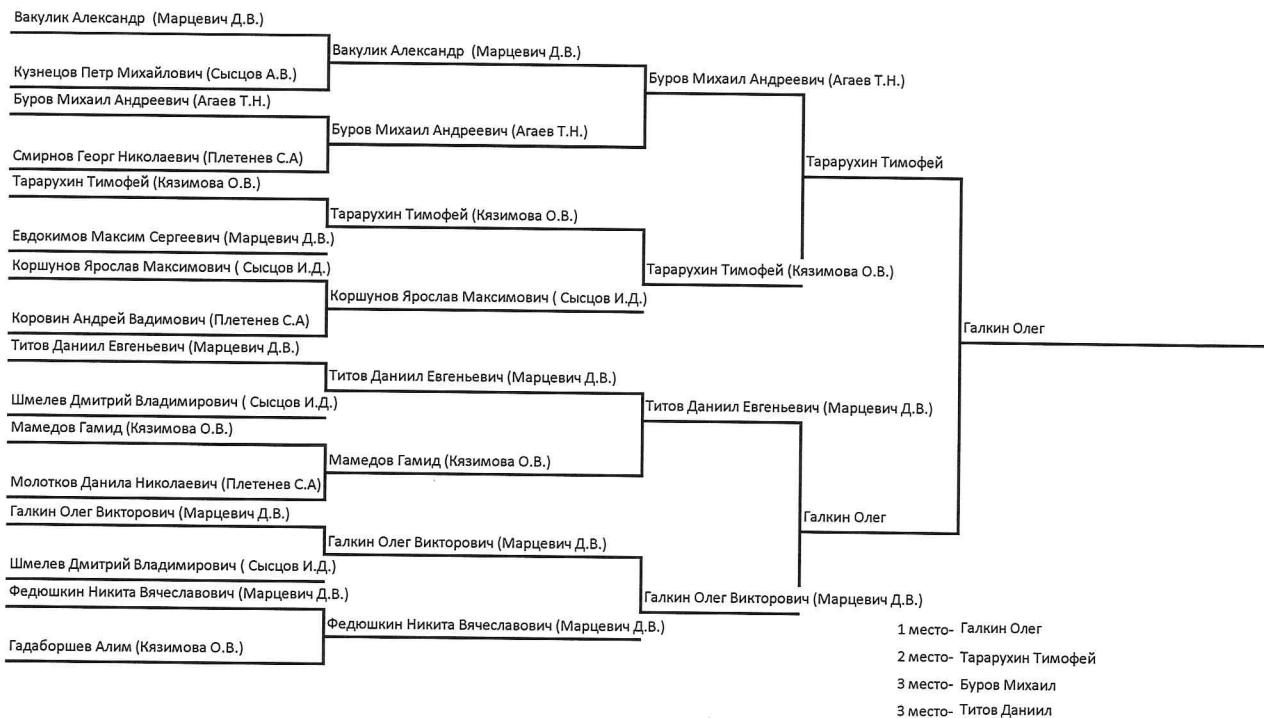 Вакулик Александр (Марцевич Д.В.)
Кузнецов Петр Михайлович (Сысцов А.В.)
Буров Михаил Андреевич (Агаев Т.Н.)
Смирнов Георг Николаевич (Плетенев С.А)
Тарарухин Тимофей (Кязимова О.В.)
Евдокимов Максим Сергеевич (Марцевич Д.В.)
Коршунов Ярослав Максимович ( Сысцов И.Д.)
Коровин Андрей Вадимович (Плетенев С.А)
Титов Даниил Евгеньевич (Марцевич Д.В.)
Шмелев Дмитрий Владимирович ( Сысцов И.Д.)
Мамедов Гамид (Кязимова О.В.)
Молотков Данила Николаевич (Плетенев С.А)
Галкин Олег Викторович (Марцевич Д.В.)
Шмелев Дмитрий Владимирович ( Сысцов И.Д.)
Федюшкин Никита Вячеславович (Марцевич Д.В.)
Гадаборшев Алим (Кязимова О.В.)
Вакулик Александр (Марцевич Д.В.)
Буров Михаил Андреевич (Агаев Т.Н.)
Тарарухин Тимофей (Кязимова О.В.)
Коршунов Ярослав Максимович ( Сысцов И.Д.)
Титов Даниил Евгеньевич (Марцевич Д.В.)
Мамедов Гамид (Кязимова О.В.)
Галкин Олег Викторович (Марцевич Д.В.)
Федюшкин Никита Вячеславович (Марцевич Д.В.)
Буров Михаил Андреевич (Агаев Т.Н.)
Тарарухин Тимофей (Кязимова О.В.)
Титов Даниил Евгеньевич (Марцевич Д.В.)
Галкин Олег Викторович (Марцевич Д.В.)
Тарарухин Тимофей
Галкин Олег
Галкин Олег
1 место- Галкин Олег
2 место- Тарарухин Тимофей
3 место- Буров Михаил
3 место- Титов Даниил